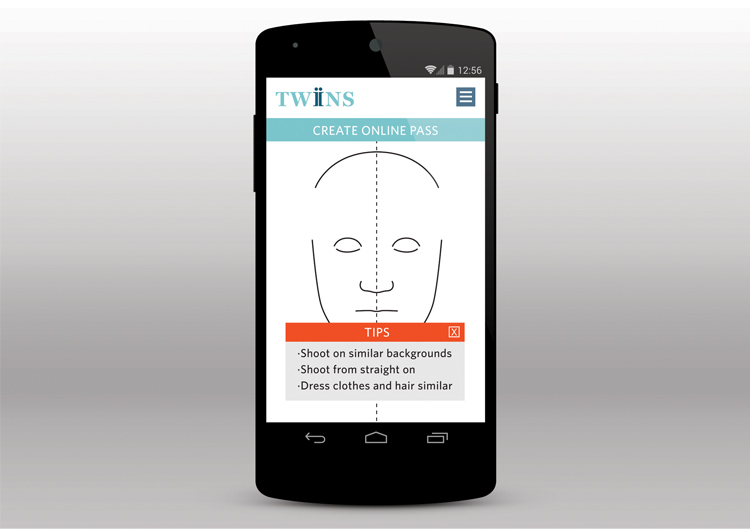 12:56
TWiiNS
CREATE ONLINE PASS
TIPS
X
·Shoot on similar backgrounds
·Shoot from straight on
·Dress clothes and hair similar